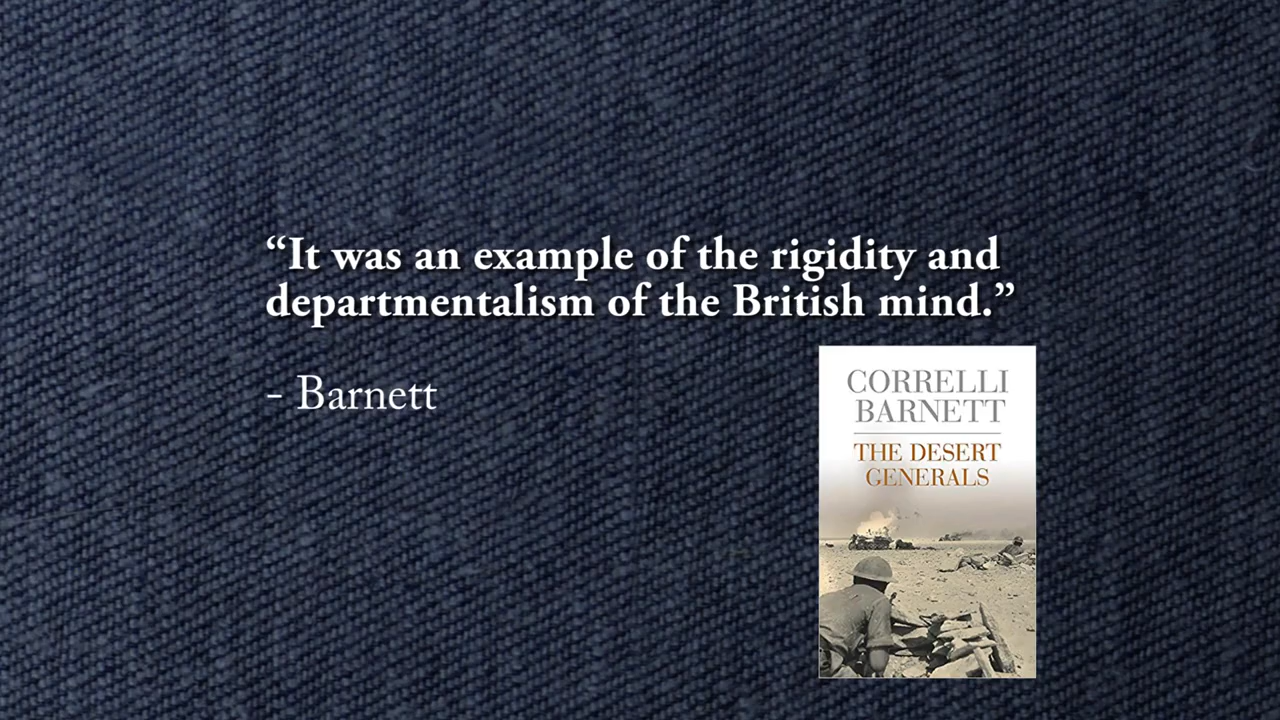 “It was an example of the rigidity and
departmentalism of the British mind.”
- Barnett
CORRELLI
BARNETT
THE DESERT
GENERALS